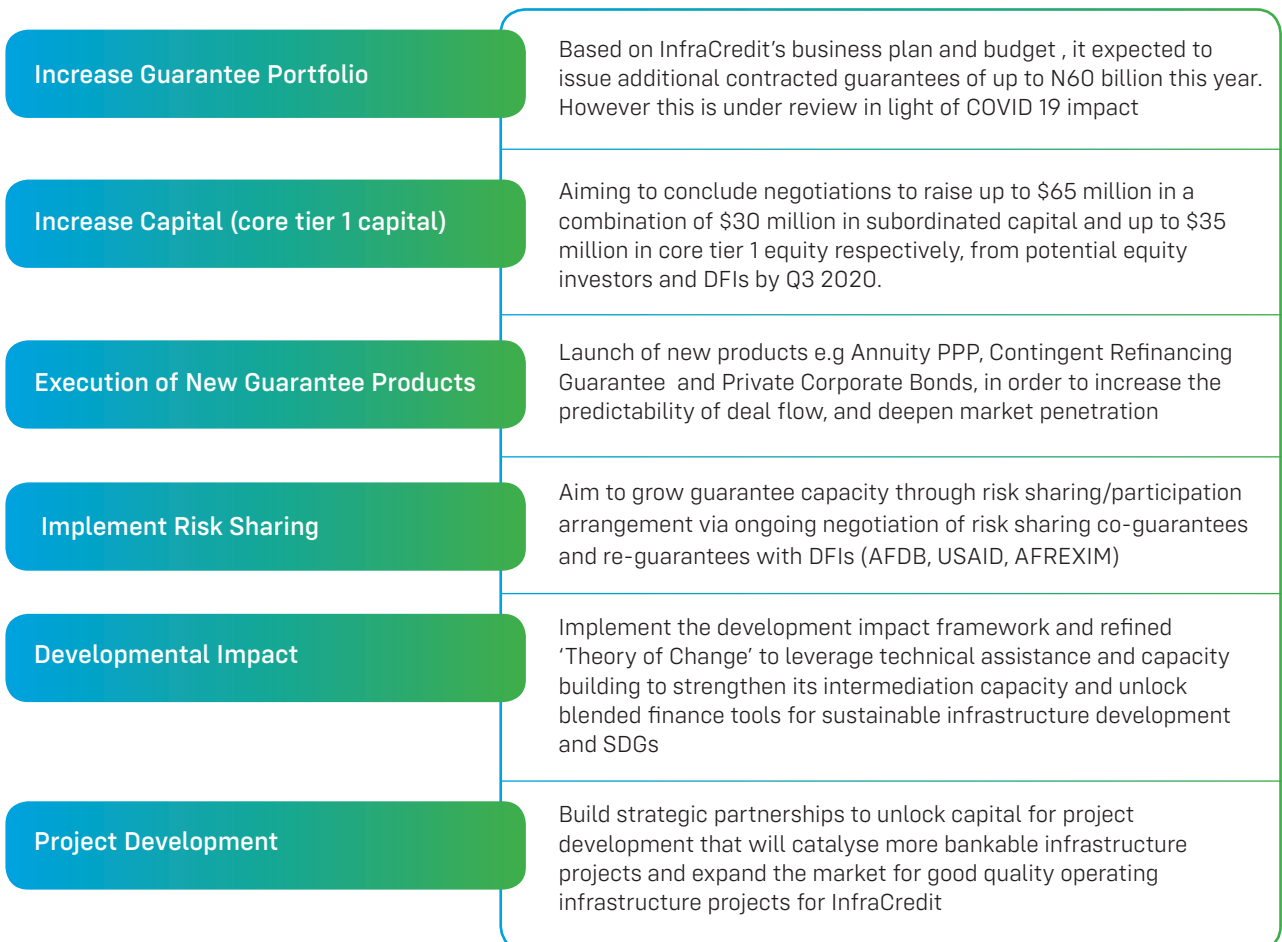 Increase Guarantee Portfolio
Based on InfraCredit's business plan and budget , it expected to
issue additional contracted guarantees of up to N60 billion this year.
However this is under review in light of COVID 19 impact
Increase Capital (core tier 1 capital)
Aiming to conclude negotiations to raise up to $65 million in a
combination of $30 million in subordinated capital and up to $35
million in core tier 1 equity respectively, from potential equity
investors and DFIs by Q3 2020.
Execution of New Guarantee Products
Launch of new products e.g Annuity PPP, Contingent Refinancing
Guarantee and Private Corporate Bonds, in order to increase the
predictability of deal flow, and deepen market penetration
Implement Risk Sharing
Aim to grow guarantee capacity through risk sharing/participation
arrangement via ongoing negotiation of risk sharing co-guarantees
and re-guarantees with DFIs (AFDB, USAID, AFREXIM)
Developmental Impact
Implement the development impact framework and refined
‘Theory of Change’ to leverage technical assistance and capacity
building to strengthen its intermediation capacity and unlock
blended finance tools for sustainable infrastructure development
and SDGs
Project Development
Build strategic partnerships to unlock capital for project
development that will catalyse more bankable infrastructure
projects and expand the market for good quality operating
infrastructure projects for InfraCredit